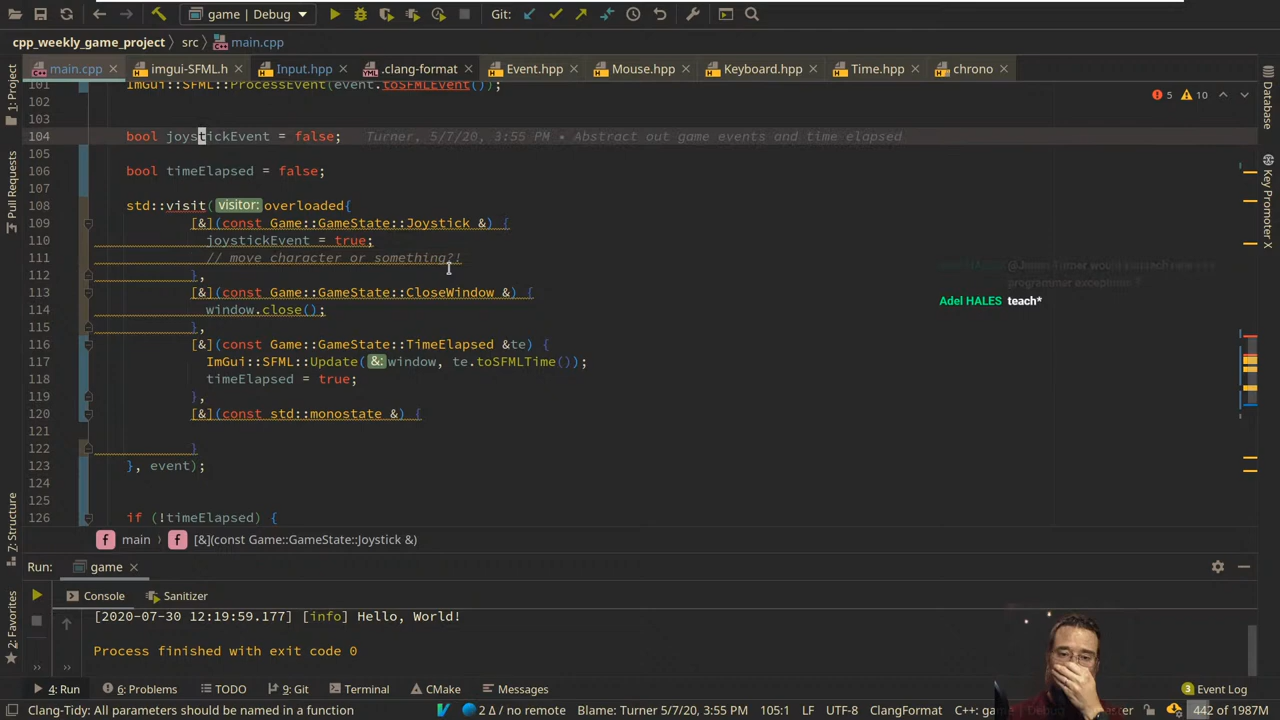 game | Debug
Git:
cpp_weekly_game_project
src
main.cpp
main.cpp
imgui-SFML.h
Input.hpp
.clang-format
Event.hpp
Mouse.hpp
Keyboard.hpp
Time.hpp
chrono
1: Project
Pull Requests
7: Structure
2: Favorites
Database
Key Promoter X
5
10
101 ImGui::SFML::ProcessEvent(event.toSFMLEvent());
102
103
104 bool joystickEvent = false; Turner, 5/7/20, 3:55 PM • Abstract out game events and time elapsed
105
106 bool timeElapsed = false;
107
108 std::visit( visitor: overloaded{
109 [&](const Game::GameState::Joystick &) {
110 joystickEvent = true;
111 // move character or something?!
112 },
113 [&](const Game::GameState::CloseWindow &) {
114 window.close();
115 },
116 [&](const Game::GameState::TimeElapsed &te) {
117 ImGui::SFML::Update( &: window, te.toSFMLTime());
118 timeElapsed = true;
119 },
120 [&](const std::monostate &) {
121
122 }
123 }, event);
124
125
126 if (!timeElapsed) {
programmer exceptions ?
Adel HALES teach*
main
[&](const Game::GameState::Joystick &)
Run:
game
Console
Sanitizer
[2020-07-30 12:19:59.177] [info] Hello, World!
Process finished with exit code 0
4: Run
6: Problems
TODO
9: Git
Terminal
CMake
Messages
3 Event Log
Clang-Tidy: All parameters should be named in a function
2 Δ / no remote
Blame: Turner 5/7/20, 3:55 PM
105:1
LF
UTF-8
ClangFormat
C++: game | Debug
442 of 1987M